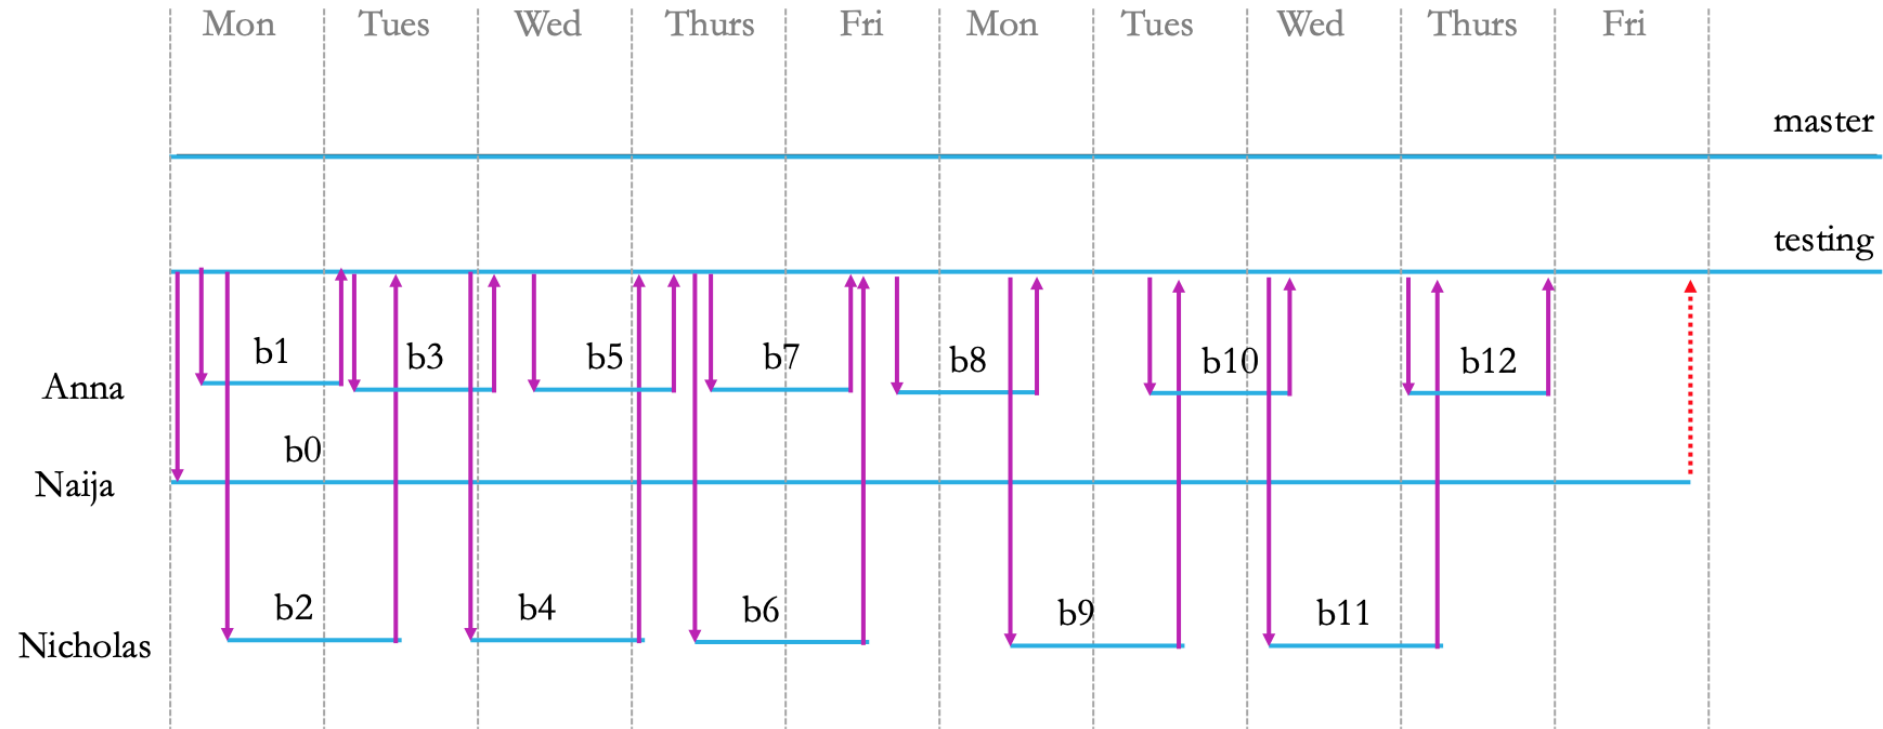 Mon Tues Wed Thurs Fri Mon Tues Wed Thurs Fri
master
testing
b1 b3 b5 b7 b8 b10 b12
Anna
b0
Naija
b2 b4 b6 b9 b11
Nicholas